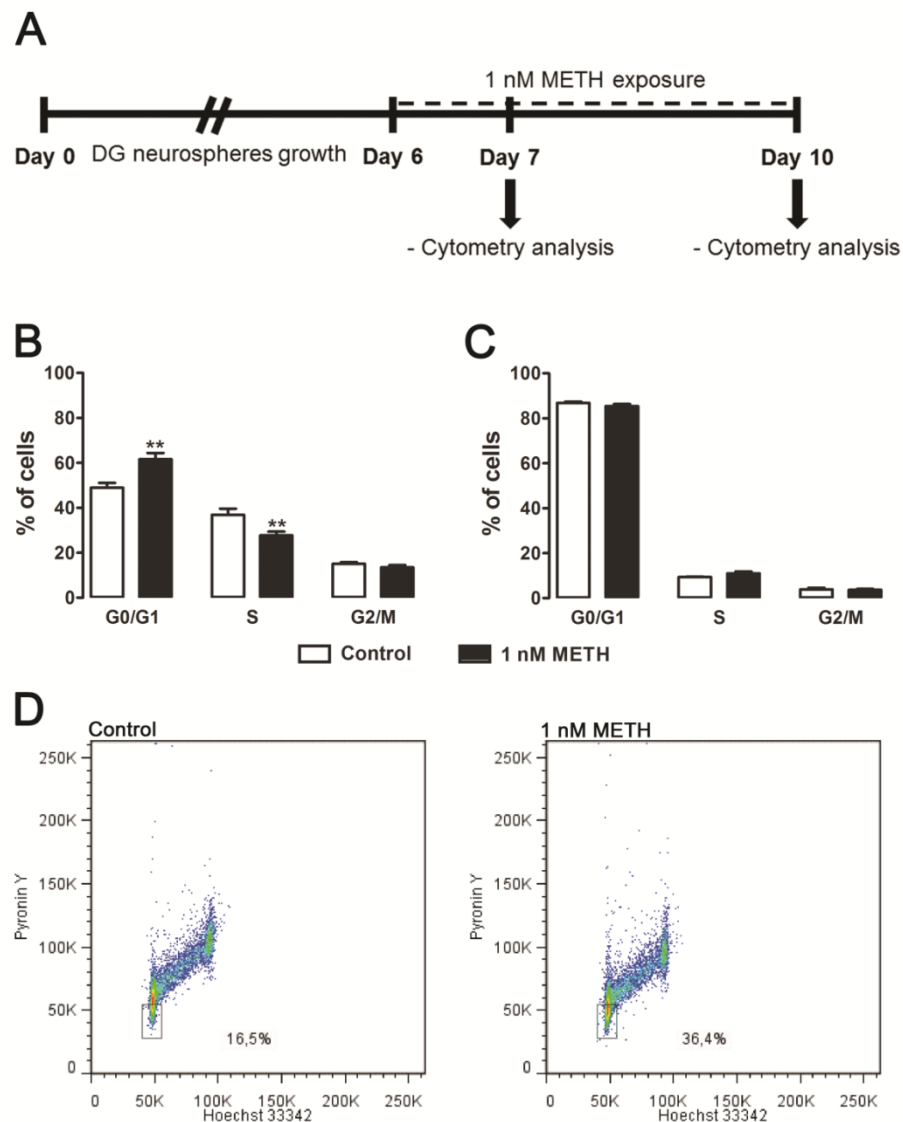 A
1 nM METH exposure
Day 0 DG neurospheres growth Day 6 Day 7 Day 10
- Cytometry analysis - Cytometry analysis
B
% of cells
100
80
60
40
20
0
**
**
G0/G1 S G2/M
C
% of cells
100
80
60
40
20
0
G0/G1 S G2/M
Control 1 nM METH
D
Control
Pyronin Y
250K
200K
150K
100K
50K
0
16,5%
0 50K 100K 150K 200K 250K
Hoechst 33342
1 nM METH
Pyronin Y
250K
200K
150K
100K
50K
0
36,4%
0 50K 100K 150K 200K 250K
Hoechst 33342